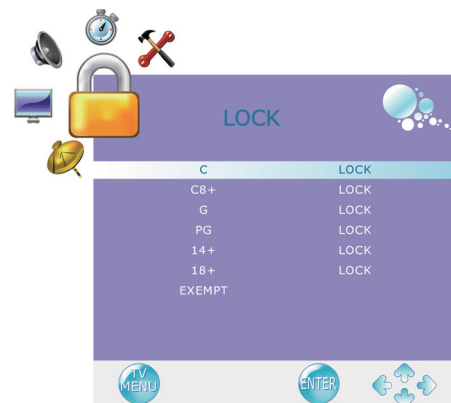 LOCK
C LOCK
C8+ LOCK
G LOCK
PG LOCK
14+ LOCK
18+ LOCK
EXEMPT
TV
MENU
ENTER